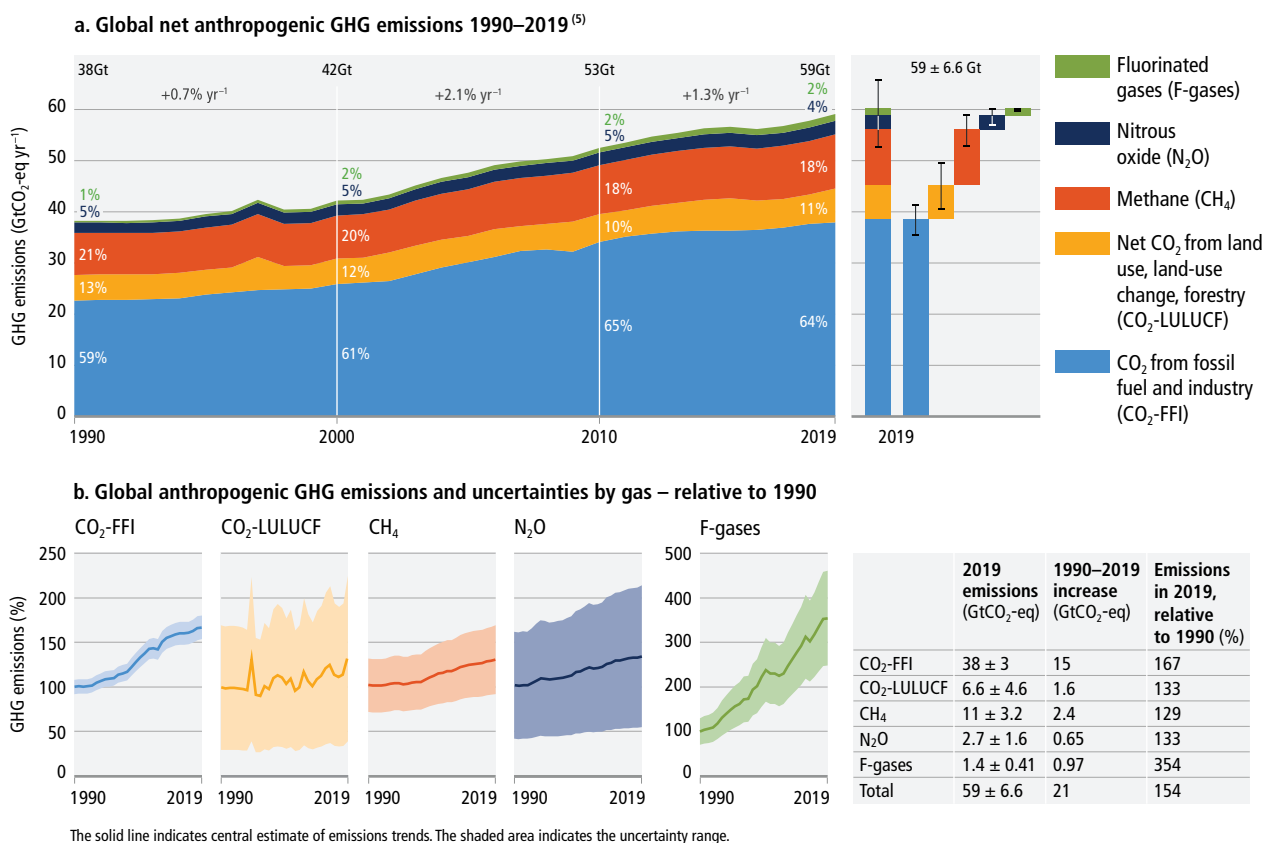 a. Global net anthropogenic GHG emissions 1990–2019 (5)
38Gt 42Gt 53Gt 59Gt 59 ± 6.6 Gt
+0.7% yr⁻¹ +2.1% yr⁻¹ +1.3% yr⁻¹
GHG emissions (GtCO₂-eq yr⁻¹)
60
50
40
30
20
10
0
1%
5%
21%
13%
59%
2%
5%
20%
12%
61%
2%
5%
18%
10%
65%
2%
4%
18%
11%
64%
1990 2000 2010 2019 2019
Fluorinated
gases (F-gases)
Nitrous
oxide (N₂O)
Methane (CH₄)
Net CO₂ from land
use, land-use
change, forestry
(CO₂-LULUCF)
CO₂ from fossil
fuel and industry
(CO₂-FFI)
b. Global anthropogenic GHG emissions and uncertainties by gas – relative to 1990
CO₂-FFI CO₂-LULUCF CH₄ N₂O F-gases
GHG emissions (%)
250
200
150
100
50
0
500
400
300
200
100
0
1990 2019 1990 2019 1990 2019 1990 2019 1990 2019
2019
emissions
(GtCO₂-eq)
1990–2019
increase
(GtCO₂-eq)
Emissions
in 2019,
relative
to 1990 (%)
CO₂-FFI 38 ± 3 15 167
CO₂-LULUCF 6.6 ± 4.6 1.6 133
CH₄ 11 ± 3.2 2.4 129
N₂O 2.7 ± 1.6 0.65 133
F-gases 1.4 ± 0.41 0.97 354
Total 59 ± 6.6 21 154
The solid line indicates central estimate of emissions trends. The shaded area indicates the uncertainty range.